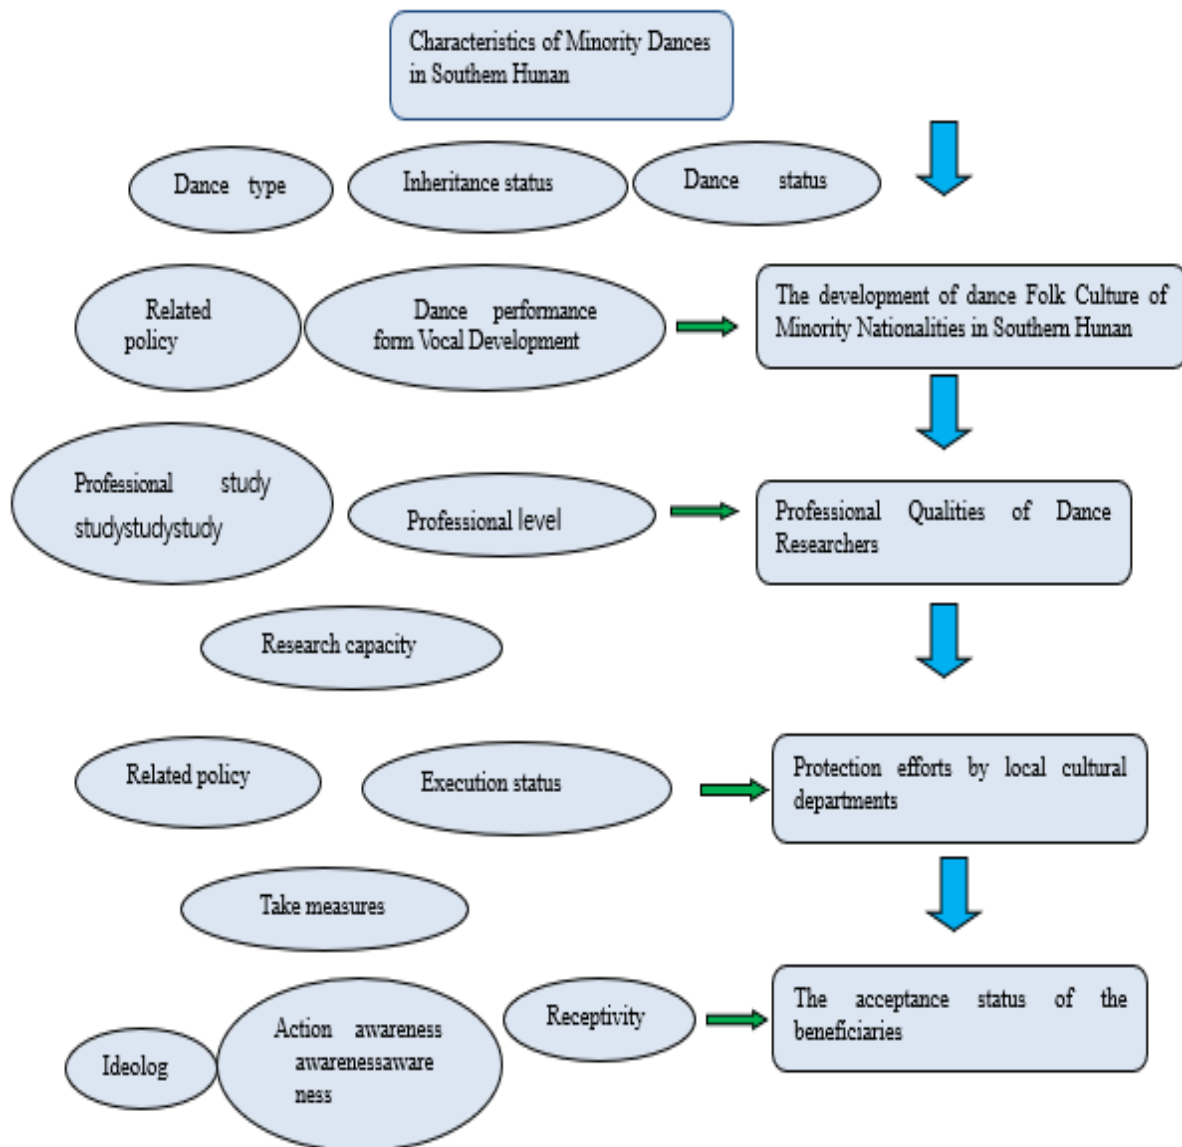 Characteristics of Minority Dances
in Southem Hunan
Dance type
Inheritance status
Dance status
Related
policy
Dance performance
form Vocal Development
The development of dance Folk Culture of
Minority Nationalities in Southern Hunan
Professional study
studystudystudy
Professional level
Professional Qualities of Dance
Researchers
Research capacity
Related policy
Execution status
Protection efforts by local cultural
departments
Take measures
Ideolog
Action awareness
awarenessaware
ness
Receptivity
The acceptance status of the
beneficiaries